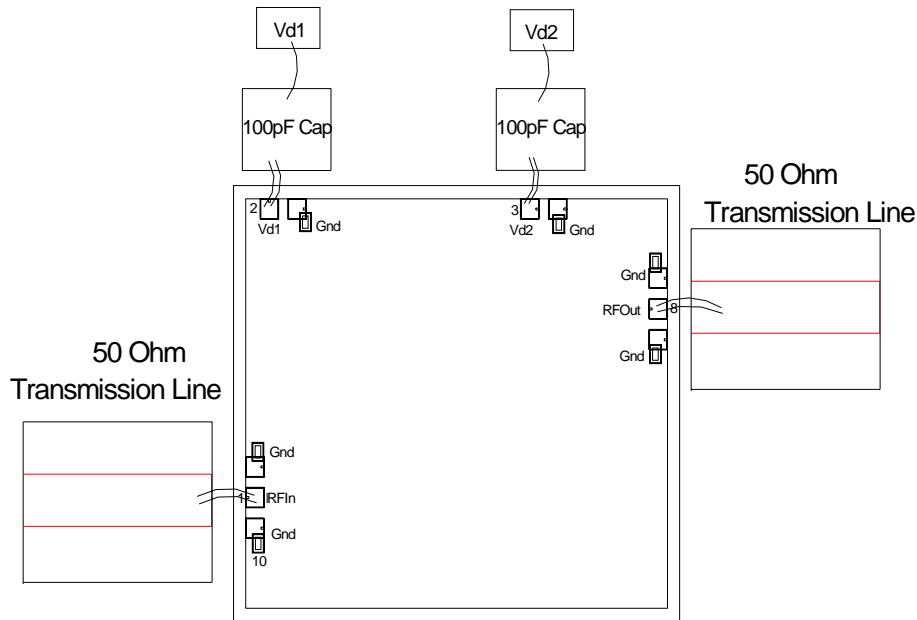 Vd1
Vd2
100pF Cap
100pF Cap
50 Ohm
Transmission Line
2
Vd1
Gnd
3
Vd2
Gnd
Gnd
RFOut
8
Gnd
50 Ohm
Transmission Line
Gnd
1
RFIn
Gnd
10